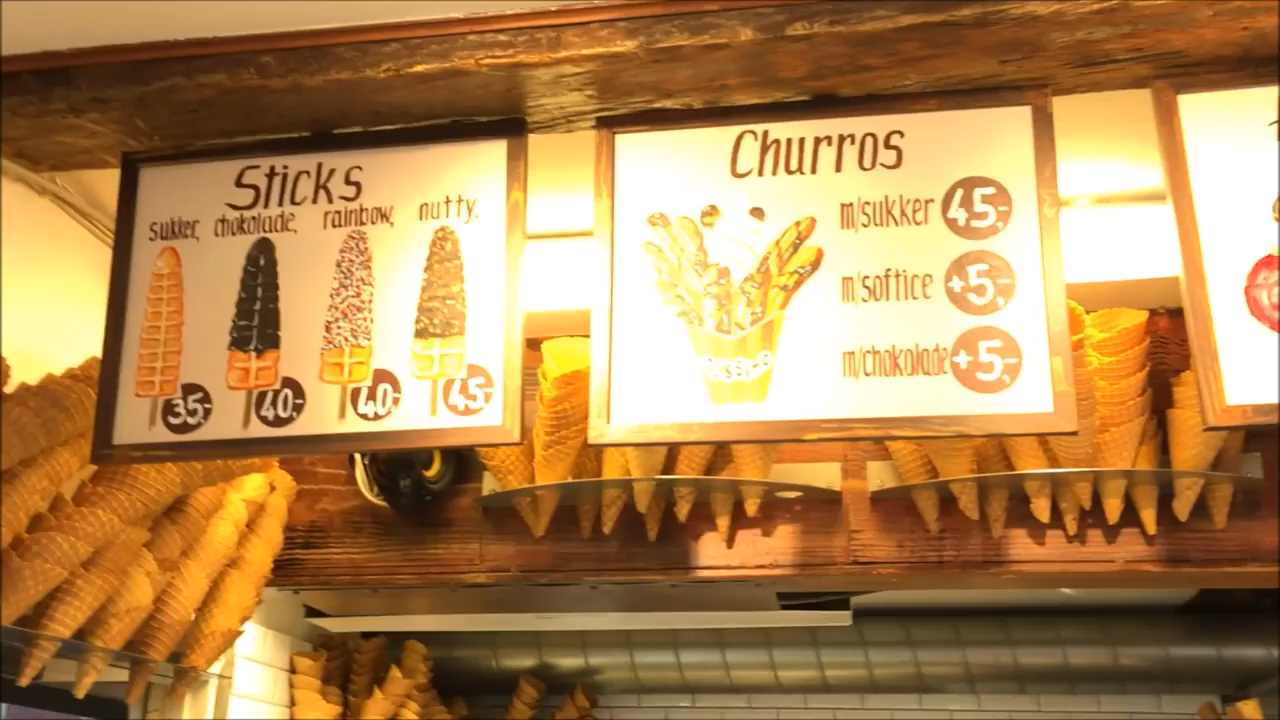 Sticks
sukker, chokolade, rainbow, nutty.
35,- 40,- 40,- 45,-
Churros
m/sukker 45,-
m/softice +5,-
m/chokolade +5,-